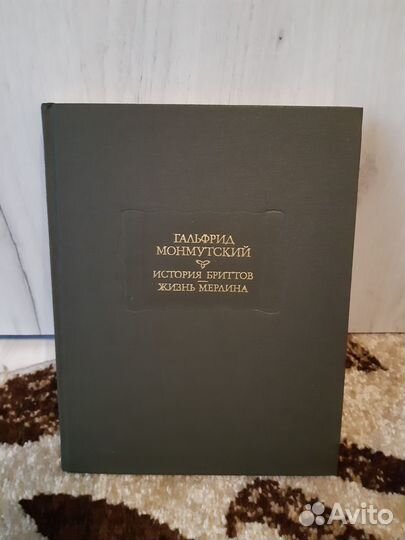 ГАЛЬФРИД
МОНМУТСКИЙ
ИСТОРИЯ БРИТТОВ
ЖИЗНЬ МЕРЛИНА
Avito